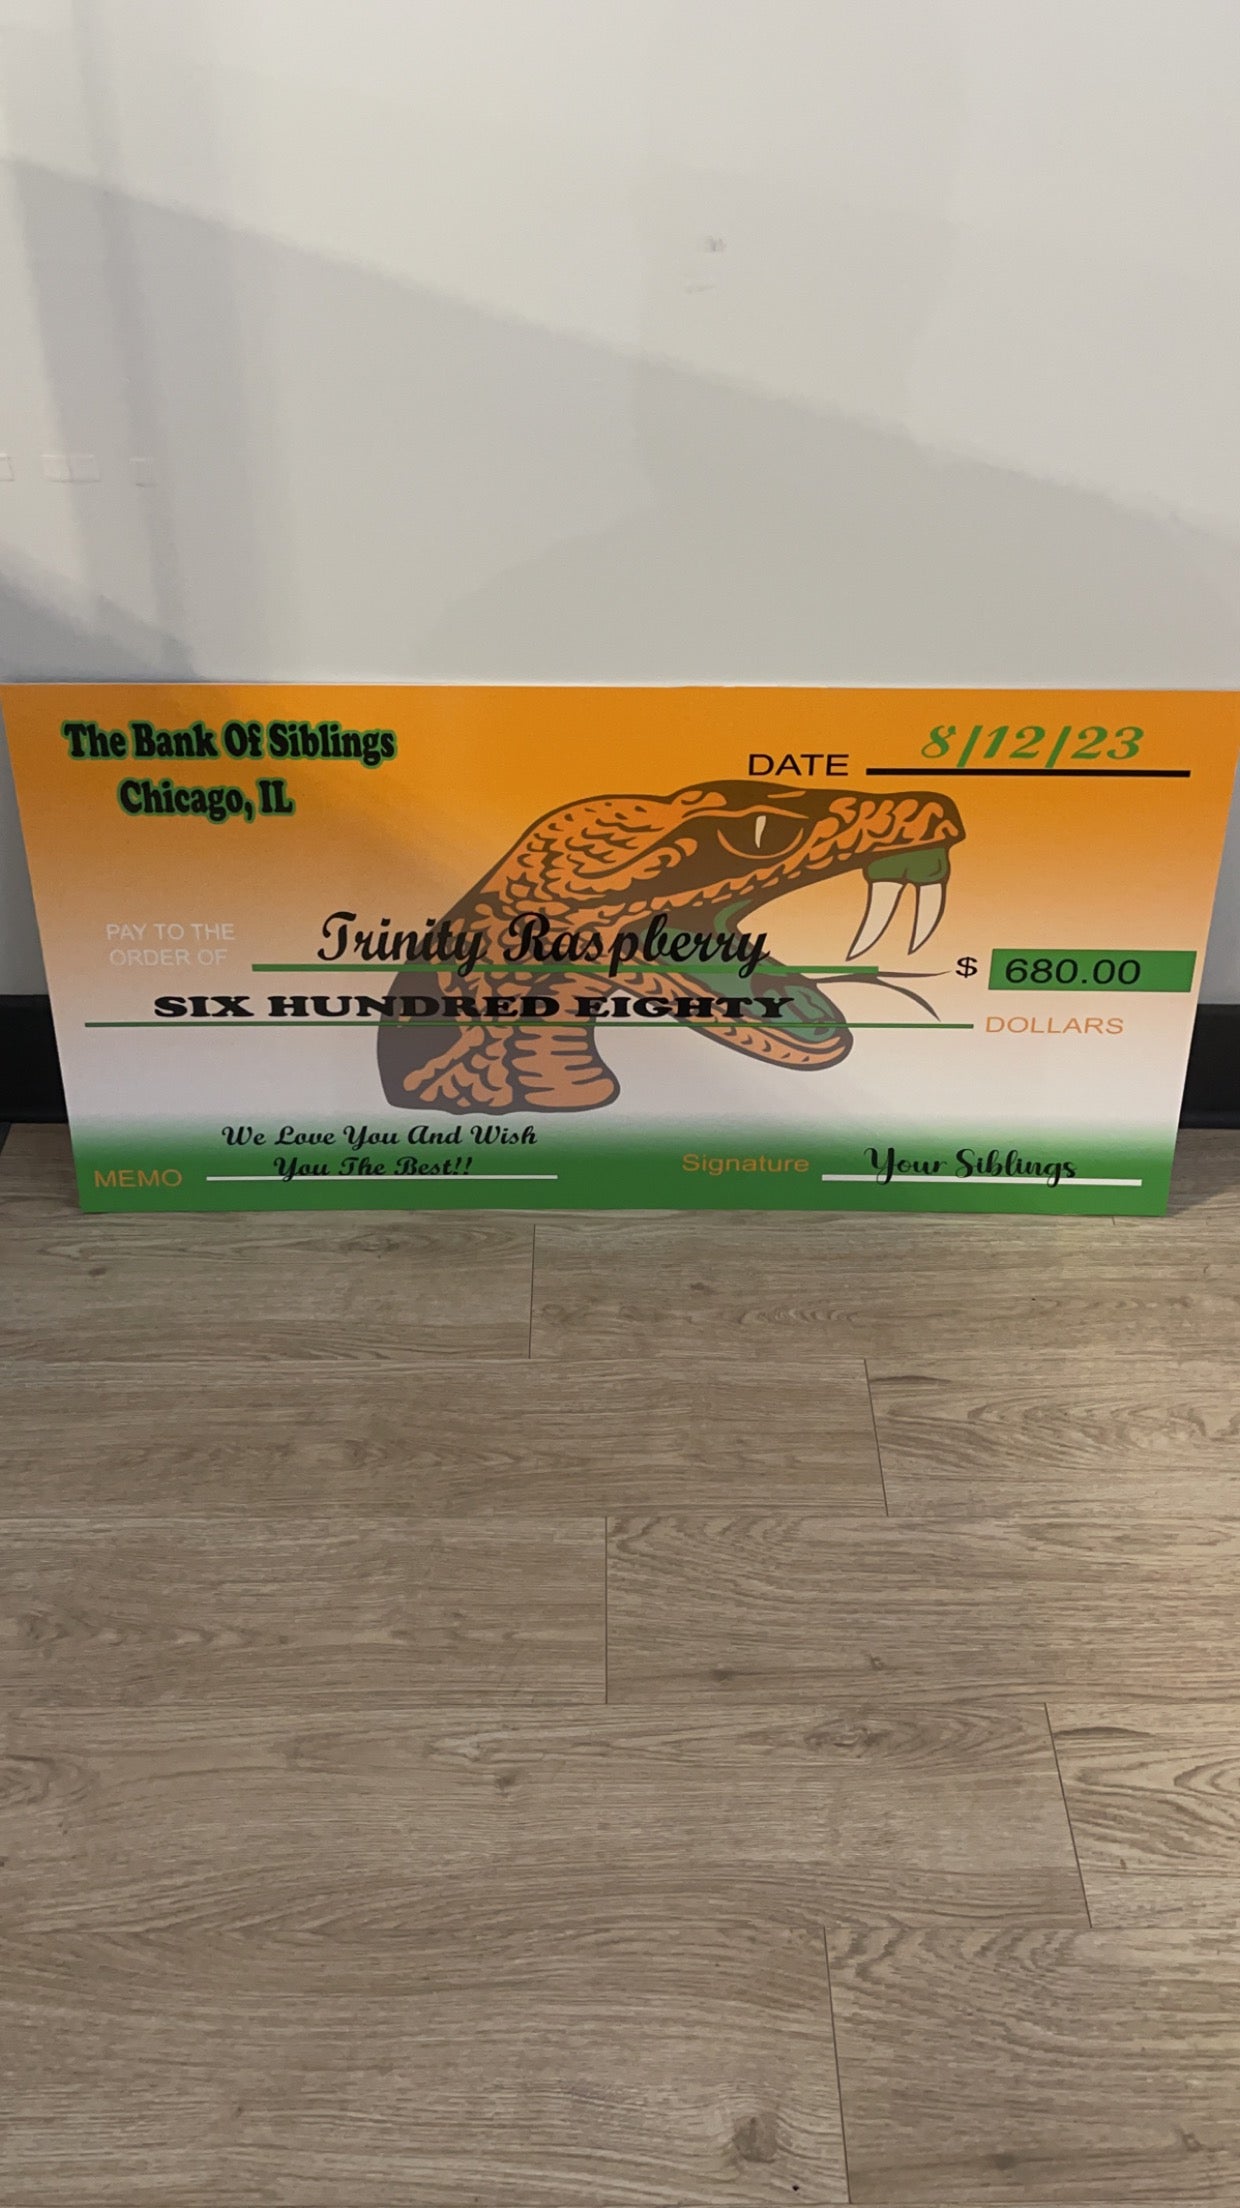 The Bank Of Siblings
Chicago, IL
DATE 8/12/23
PAY TO THE
ORDER OF Trinity Raspberry $ 680.00
SIX HUNDRED EIGHTY DOLLARS
We Love You And Wish
MEMO You The Best!!
Signature Your Siblings